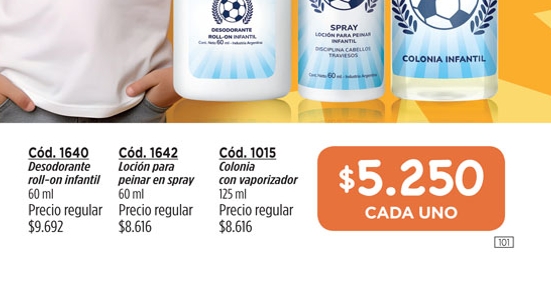 DESODORANTE
ROLL-ON INFANTIL
Cont. Neto 60 ml - Industria Argentina
SPRAY
LOCIÓN PARA PEINAR
INFANTIL
DISCIPLINA CABELLOS
TRAVIESOS
Cont. Neto 60 ml - Industria Argentina
COLONIA INFANTIL
Cód. 1640
Desodorante
roll-on infantil
60 ml
Precio regular
$9.692
Cód. 1642
Loción para
peinar en spray
60 ml
Precio regular
$8.616
Cód. 1015
Colonia
con vaporizador
125 ml
Precio regular
$8.616
$5.250
CADA UNO
101